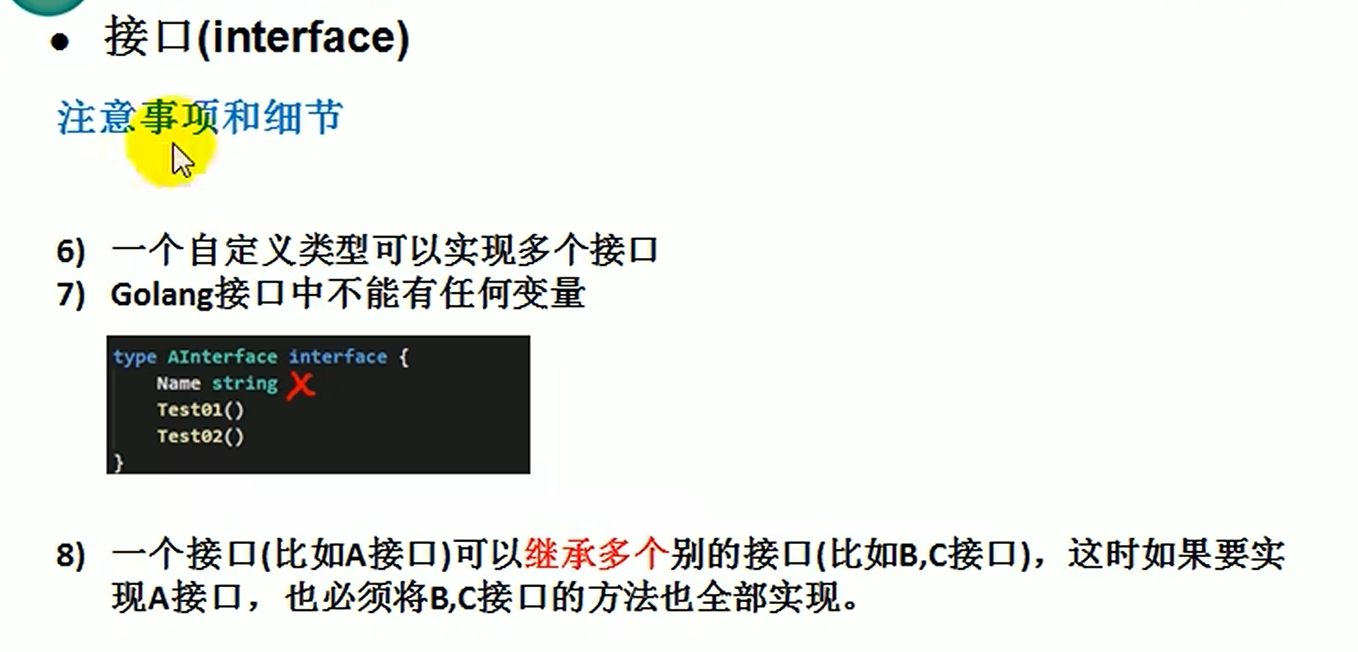 ● 接口(interface)
注意事项和细节
6) 一个自定义类型可以实现多个接口
7) Golang接口中不能有任何变量
type AInterface interface {
Name string X
Test01()
Test02()
}
8) 一个接口(比如A接口)可以继承多个别的接口(比如B,C接口)，这时如果要实
现A接口，也必须将B,C接口的方法也全部实现。